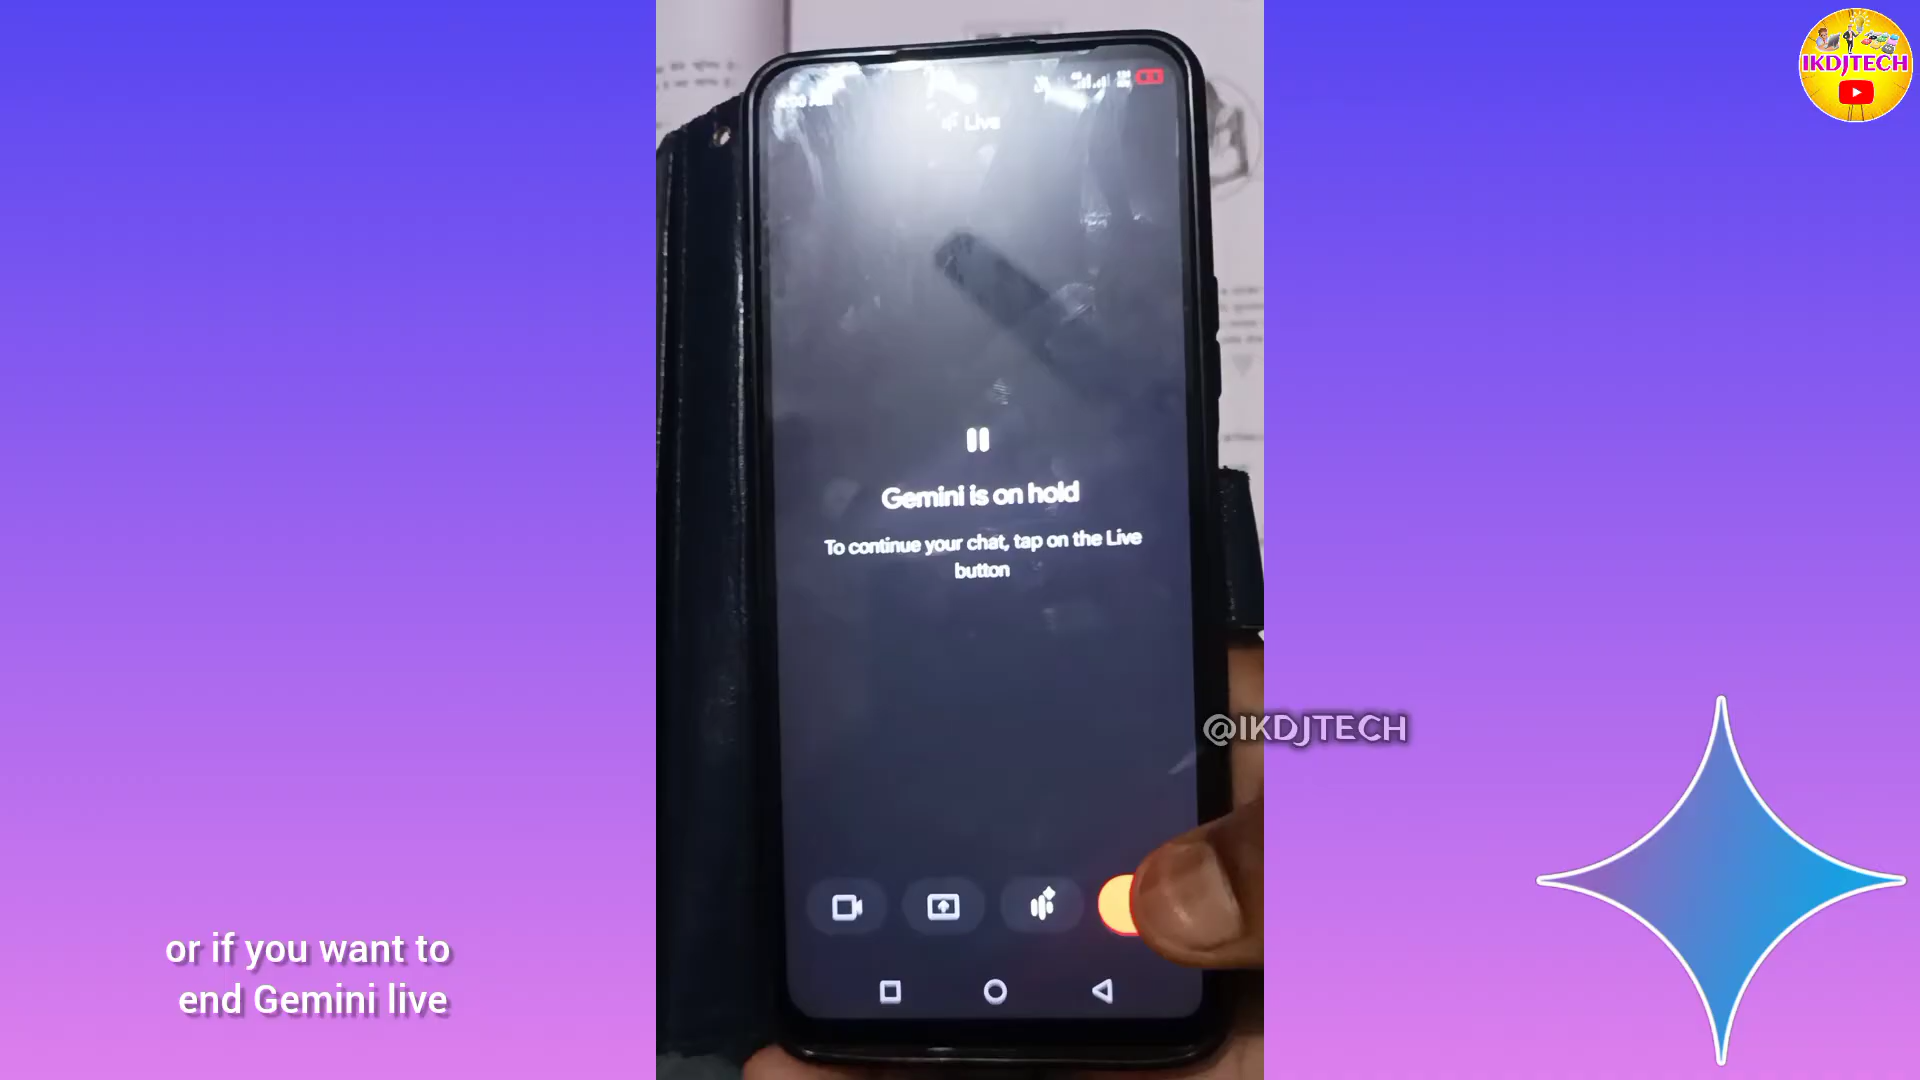 IKDJTECH
Live
Gemini is on hold
To continue your chat, tap on the Live
button
@IKDJTECH
or if you want to
end Gemini live